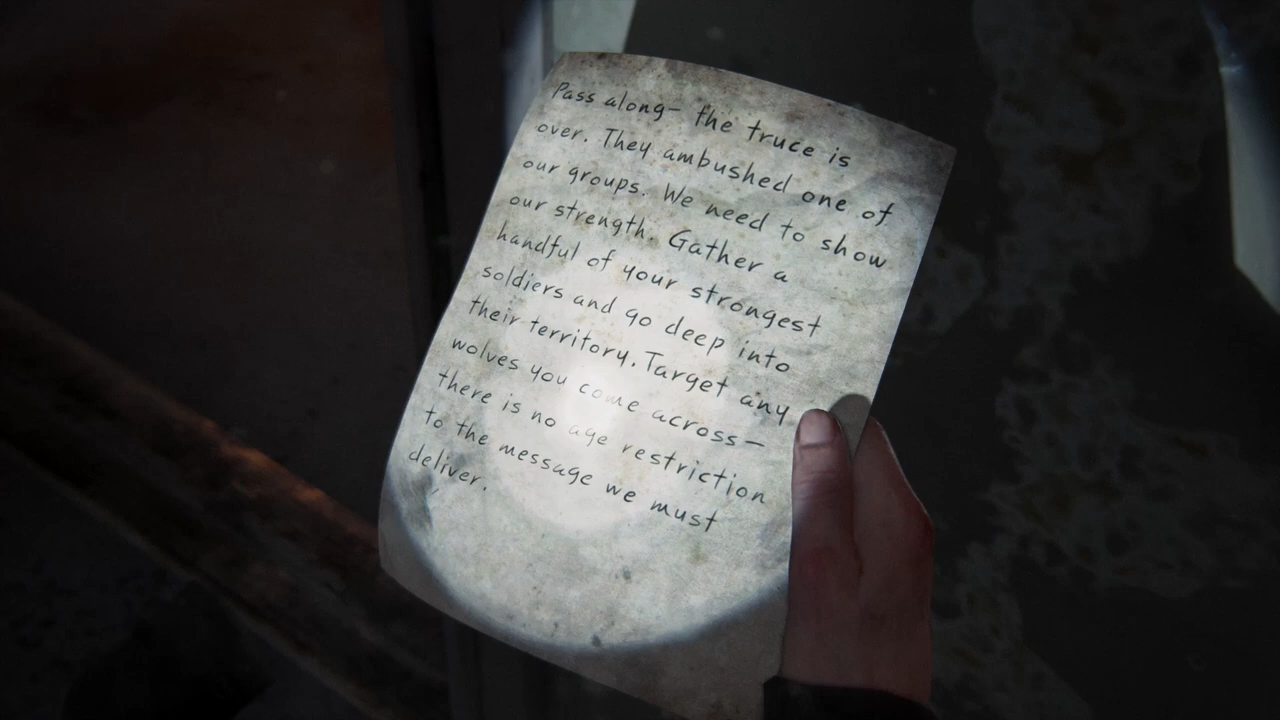 Pass along— the truce is
over. They ambushed one of
our groups. We need to show
our strength. Gather a
handful of your strongest
soldiers and go deep into
their territory. Target any
wolves you come across—
there is no age restriction
to the message we must
deliver.